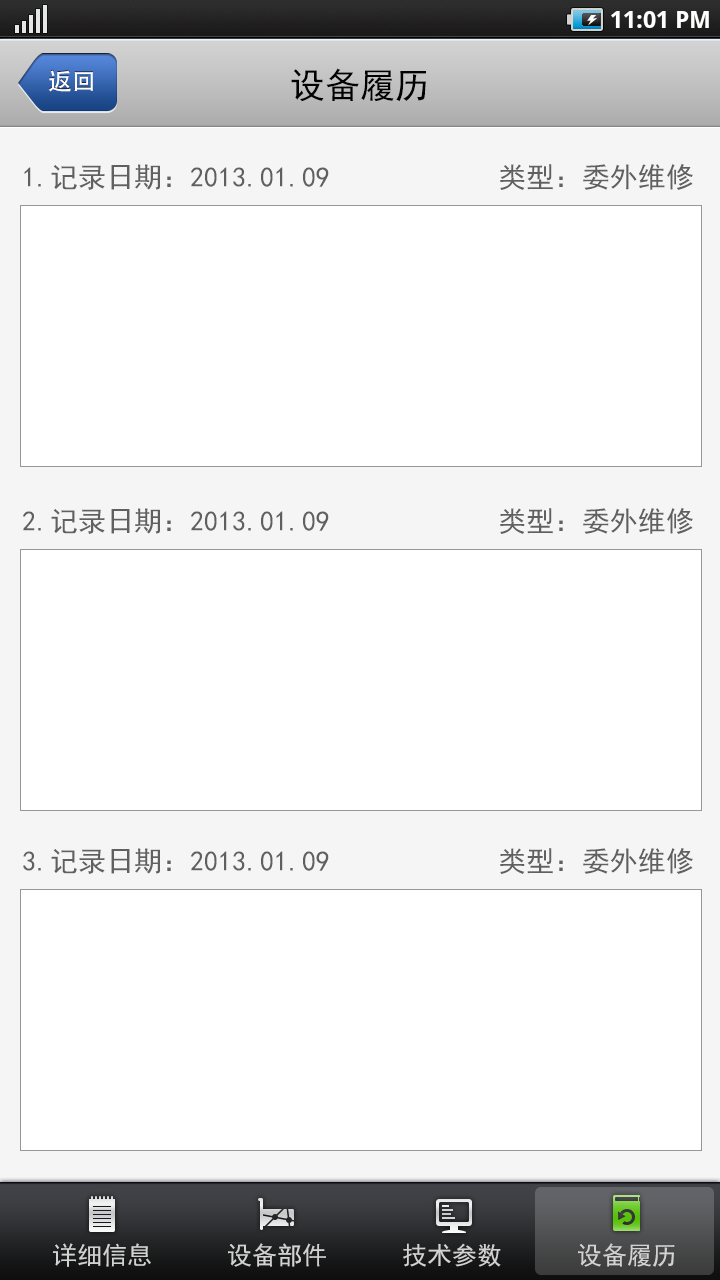 11:01 PM
返回
设备履历
1.记录日期：2013.01.09 类型：委外维修
2.记录日期：2013.01.09 类型：委外维修
3.记录日期：2013.01.09 类型：委外维修
详细信息 设备部件 技术参数 设备履历